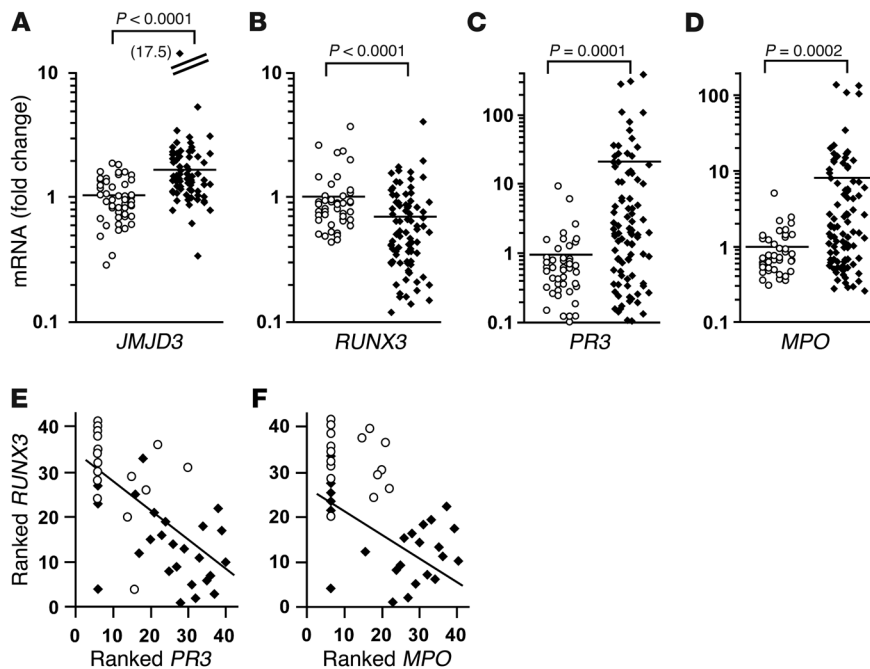 A
P < 0.0001
(17.5)
mRNA (fold change)
10
1
0.1
JMJD3
B
P < 0.0001
10
1
0.1
RUNX3
C
P = 0.0001
100
10
1
0.1
PR3
D
P = 0.0002
100
10
1
0.1
MPO
E
Ranked RUNX3
40
30
20
10
0
0 10 20 30 40
Ranked PR3
F
40
30
20
10
0
0 10 20 30 40
Ranked MPO